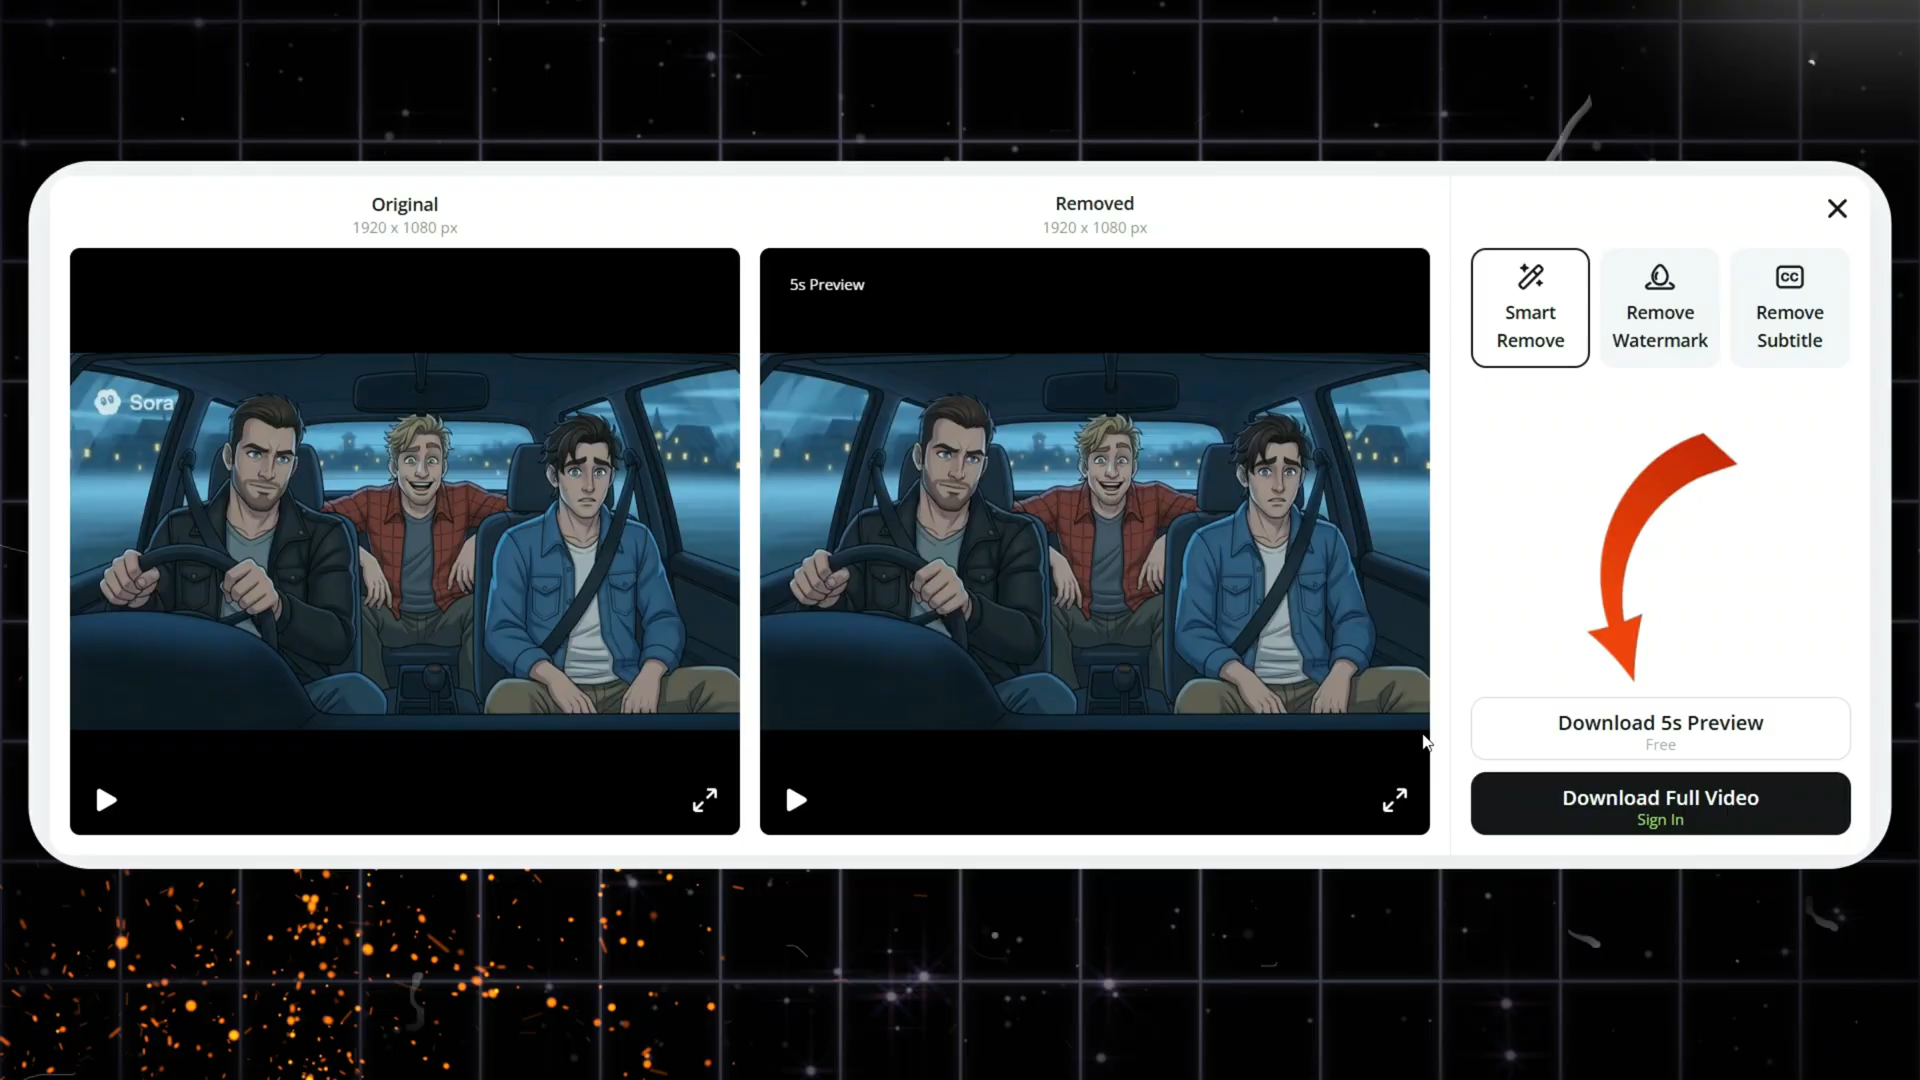 Original
1920 x 1080 px
Sora
Removed
1920 x 1080 px
5s Preview
Smart
Remove
Remove
Watermark
CC
Remove
Subtitle
Download 5s Preview
Free
Download Full Video
Sign In